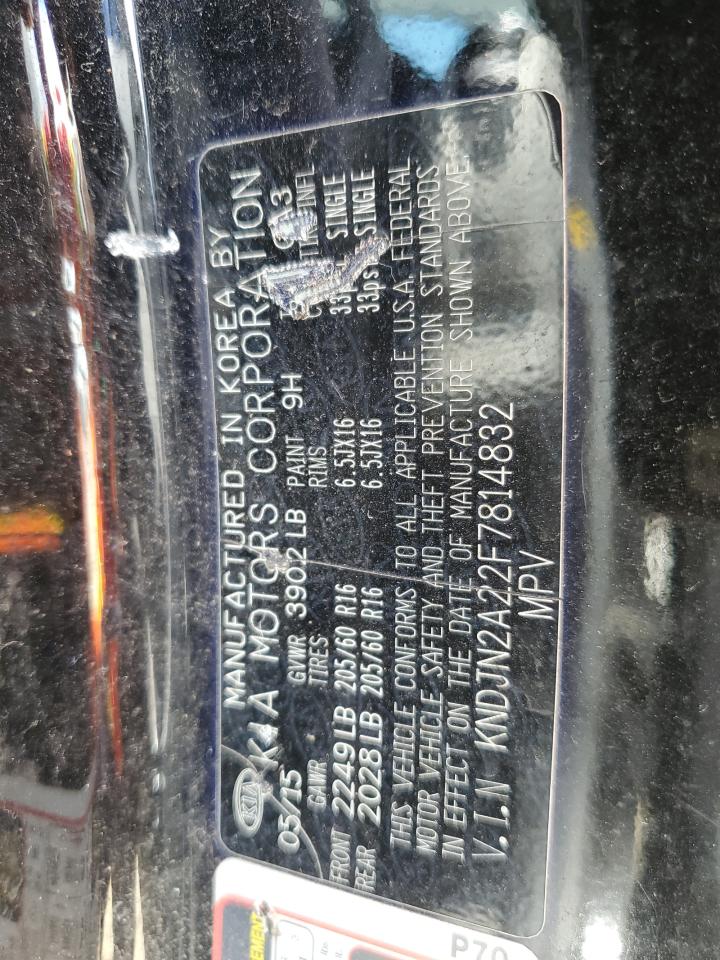 KIA MANUFACTURED IN KOREA BY
05/15 KIA MOTORS CORPORATION
GVWR 3902 LB PAINT 9H
GAWR TIRES RIMS
FRONT 2249LB 205/60 R16 6.5JX16 SINGLE
REAR 2028LB 205/60 R16 6.5JX16 33psi SINGLE
THIS VEHICLE CONFORMS TO ALL APPLICABLE U.S.A. FEDERAL
MOTOR VEHICLE SAFETY AND THEFT PREVENTION STANDARDS
IN EFFECT ON THE DATE OF MANUFACTURE SHOWN ABOVE.
V.I.N KNDJN2A22F7814832
MPV
P70